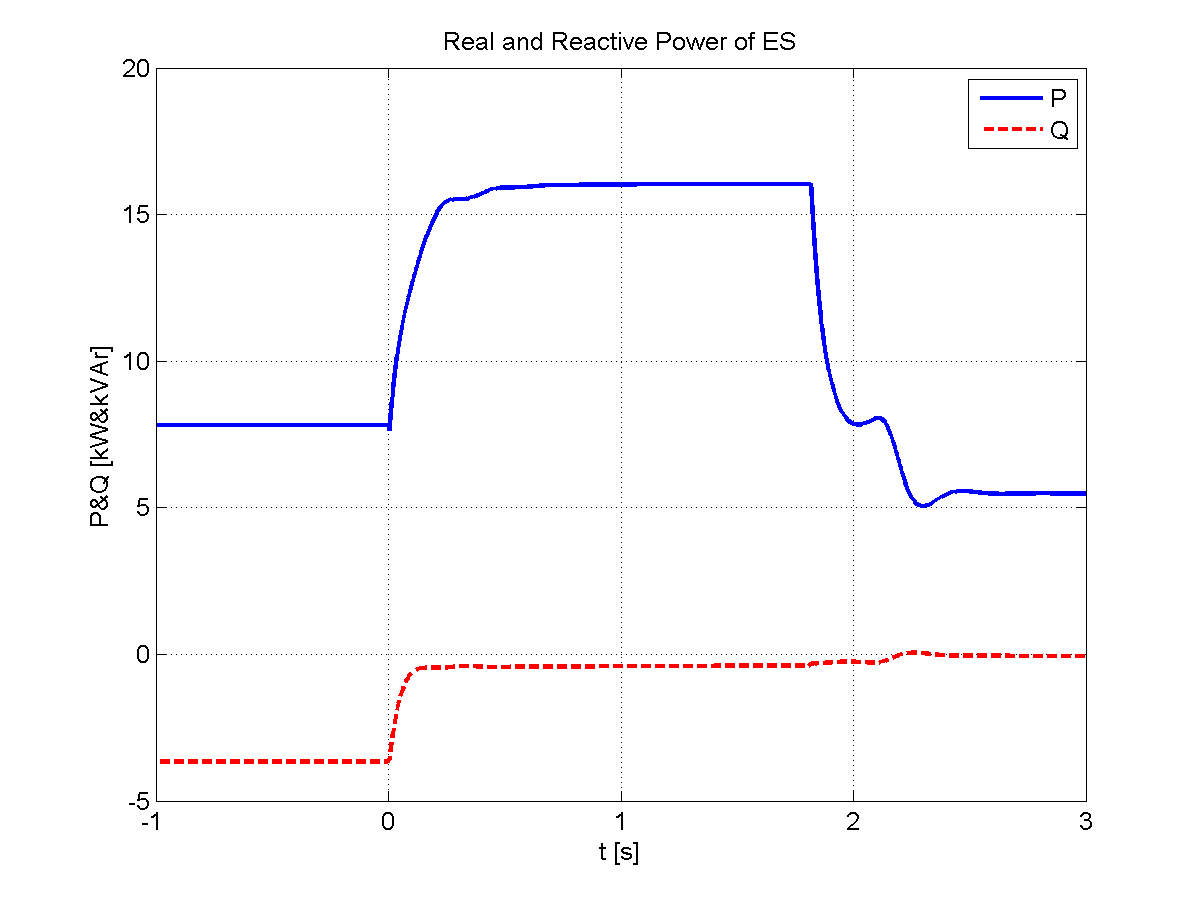 Real and Reactive Power of ES
20
15
10
5
0
-5
P&Q [kW&kVAr]
P
Q
-1 0 1 2 3
t [s]